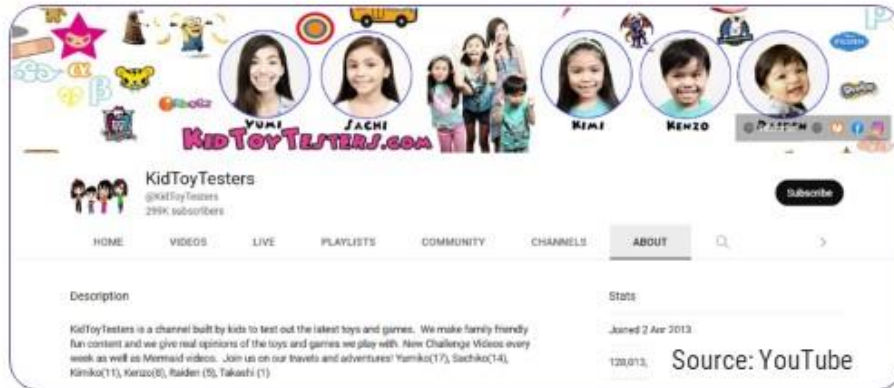 YUMI
SACHI
KIMI
KENZO
RAIDEN
KIDTOYTESTERS.COM
KidToyTesters
@KidToyTesters
299K subscribers
Subscribe
HOME VIDEOS LIVE PLAYLISTS COMMUNITY CHANNELS ABOUT
Description
Stats
KidToyTesters is a channel built by kids to test out the latest toys and games. We make family friendly
fun content and we give real opinions of the toys and games we play with. New Challenge Videos every
week as well as Mermaid videos. Join us on our travels and adventures! Yumiko(17), Sachiko(14),
Kimiko(11), Kenzo(8), Raiden (5), Takashi (1)
Joined 2 Apr 2013
Source: YouTube